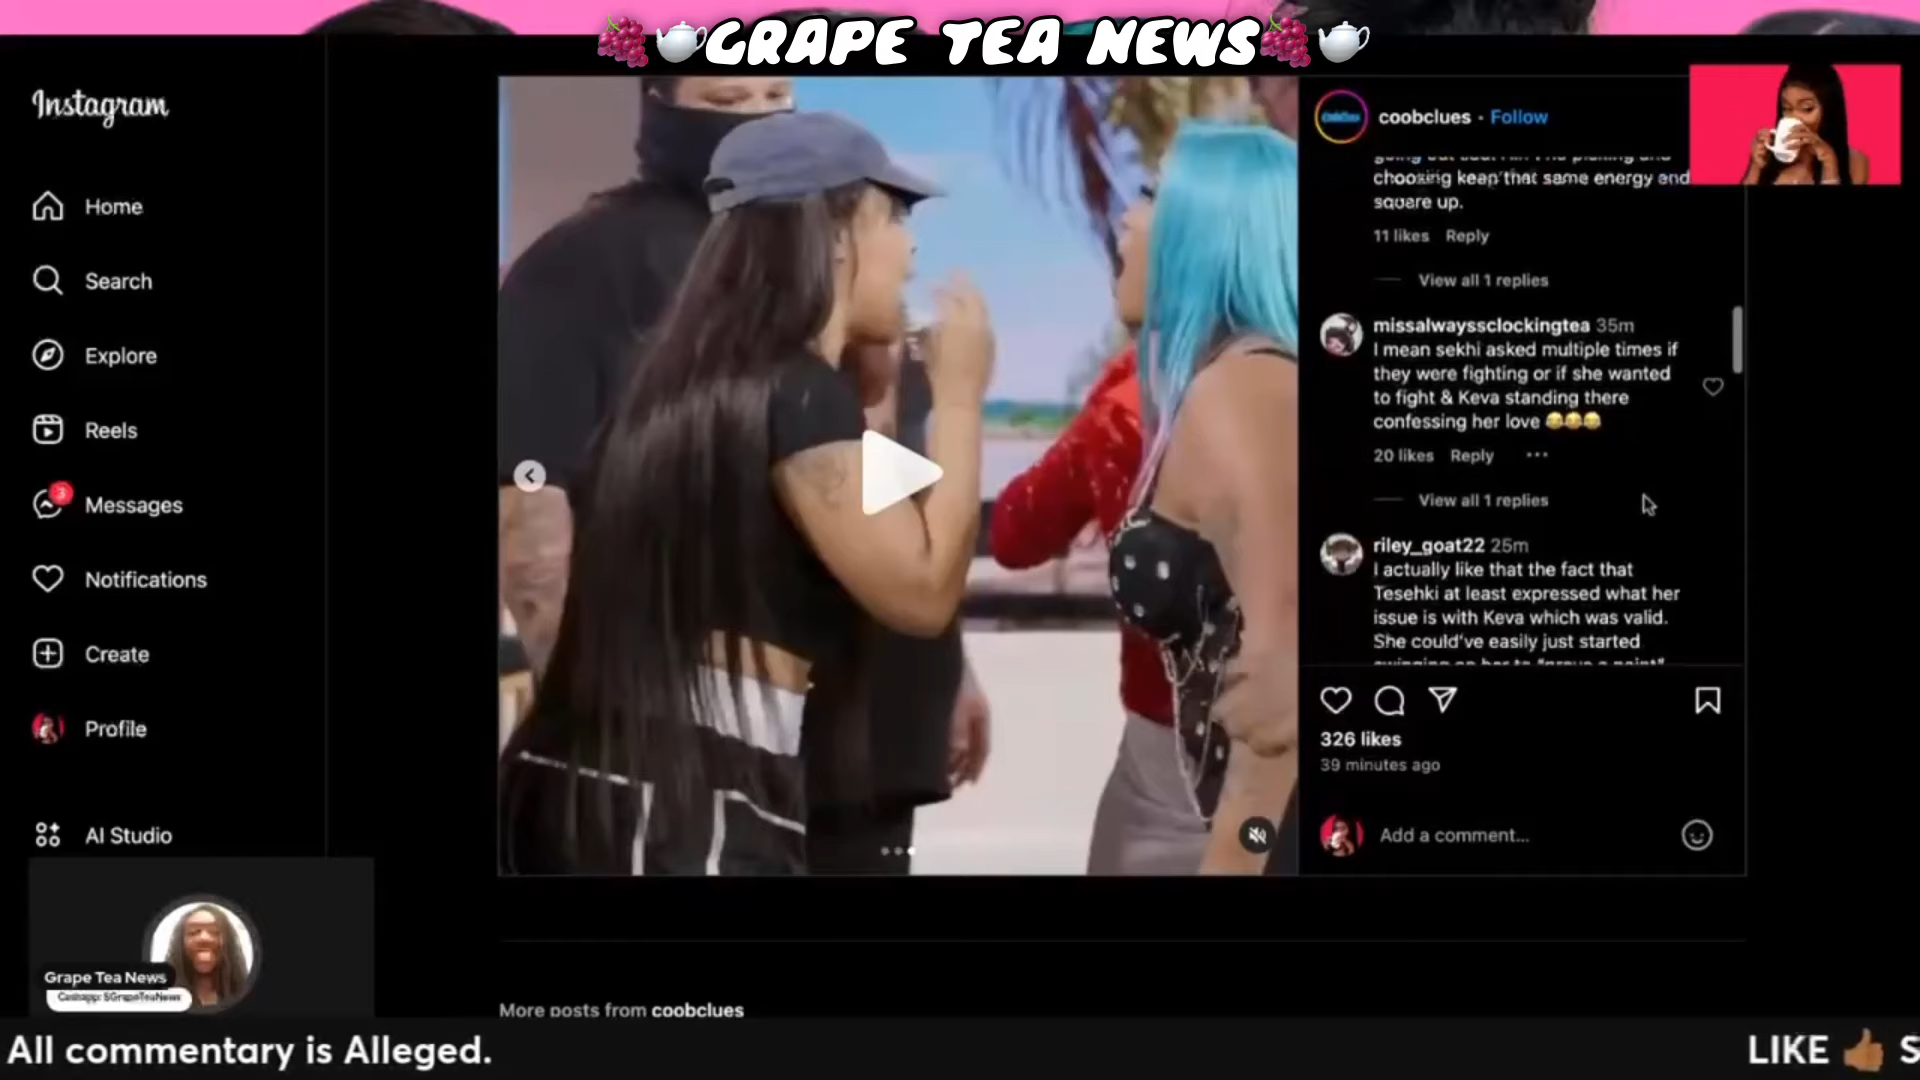 GRAPE TEA NEWS
Instagram
Home
Search
Explore
Reels
3
Messages
Notifications
Create
Profile
AI Studio
coobclues · Follow
choosing keap that same energy and
square up.
11 likes Reply
View all 1 replies
missalwayssclockingtea 35m
I mean sekhi asked multiple times if
they were fighting or if she wanted
to fight & Keva standing there
confessing her love 😂😂😂
20 likes Reply ...
View all 1 replies
riley_goat22 25m
I actually like that the fact that
Tesehki at least expressed what her
issue is with Keva which was valid.
She could've easily just started
326 likes
39 minutes ago
Add a comment...
Grape Tea News
Cashapp: $GrapeTeaNews
More posts from coobclues
All commentary is Alleged.
LIKE 👍🏾 S